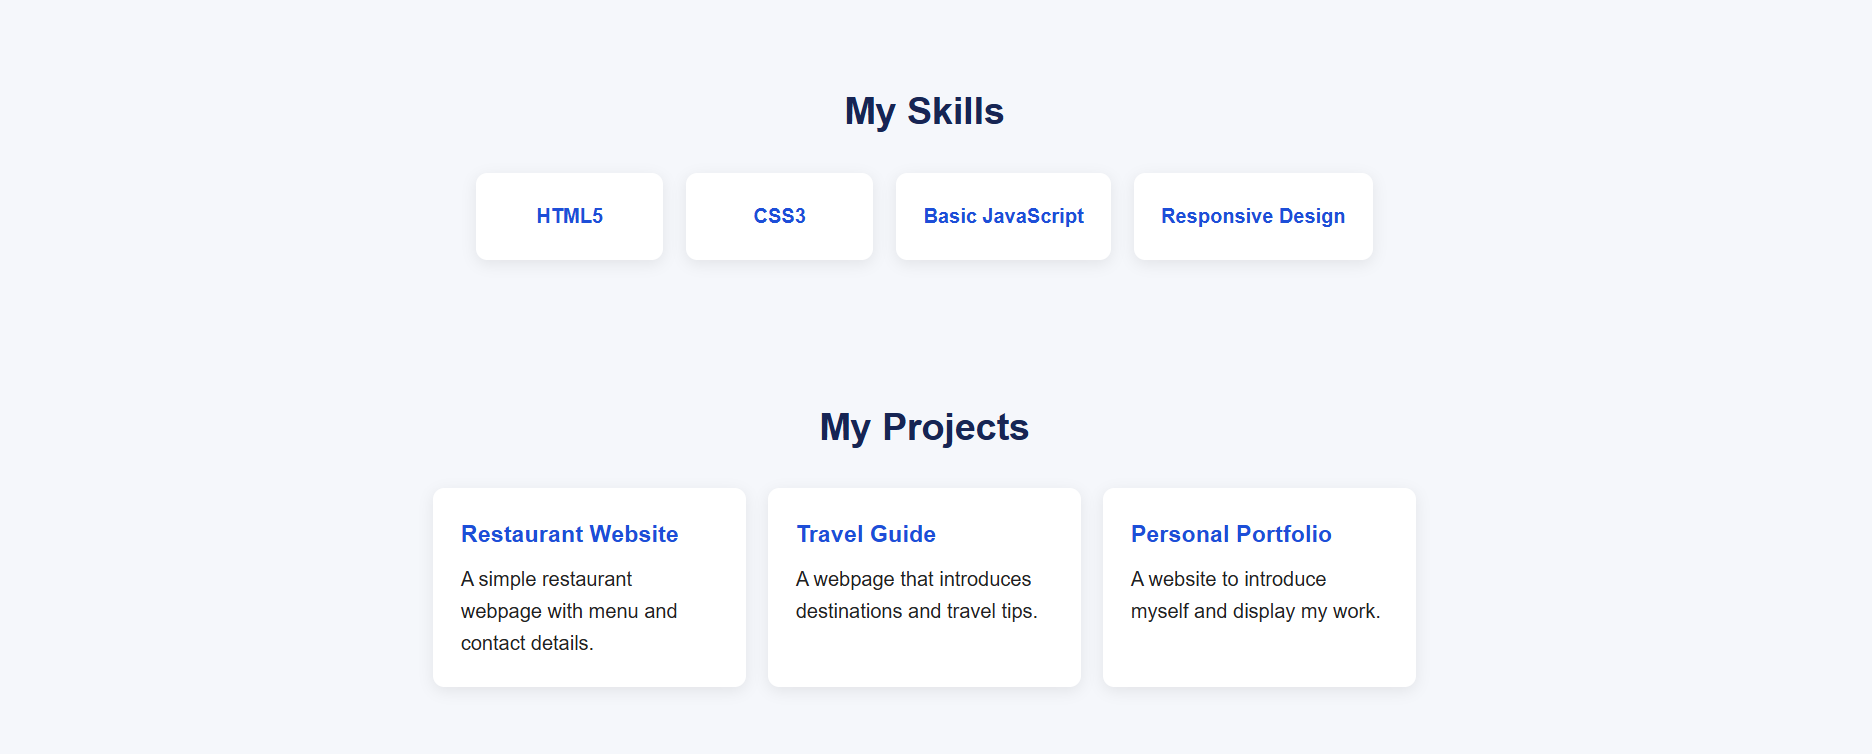 My Skills
HTML5
CSS3
Basic JavaScript
Responsive Design
My Projects
Restaurant Website
A simple restaurant
webpage with menu and
contact details.
Travel Guide
A webpage that introduces
destinations and travel tips.
Personal Portfolio
A website to introduce
myself and display my work.